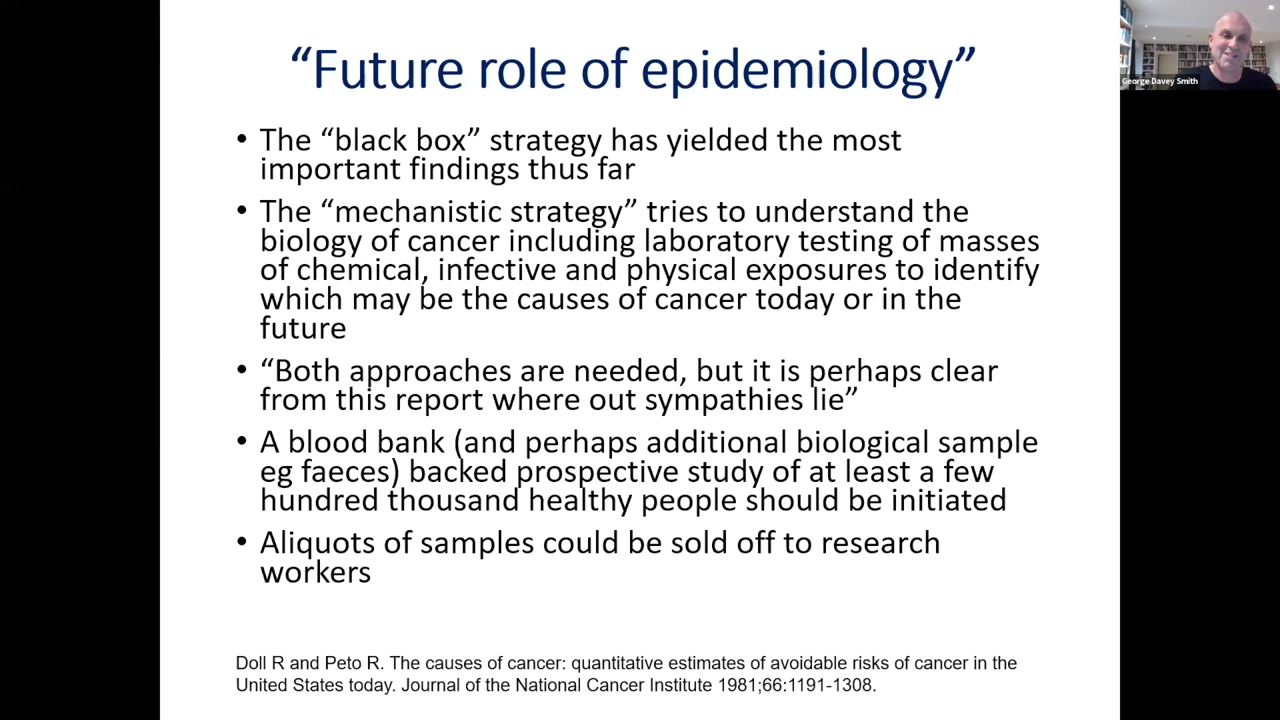 “Future role of epidemiology”
George Davey Smith
• The “black box” strategy has yielded the most
important findings thus far
• The “mechanistic strategy” tries to understand the
biology of cancer including laboratory testing of masses
of chemical, infective and physical exposures to identify
which may be the causes of cancer today or in the
future
• “Both approaches are needed, but it is perhaps clear
from this report where out sympathies lie”
• A blood bank (and perhaps additional biological sample
eg faeces) backed prospective study of at least a few
hundred thousand healthy people should be initiated
• Aliquots of samples could be sold off to research
workers
Doll R and Peto R. The causes of cancer: quantitative estimates of avoidable risks of cancer in the
United States today. Journal of the National Cancer Institute 1981;66:1191-1308.